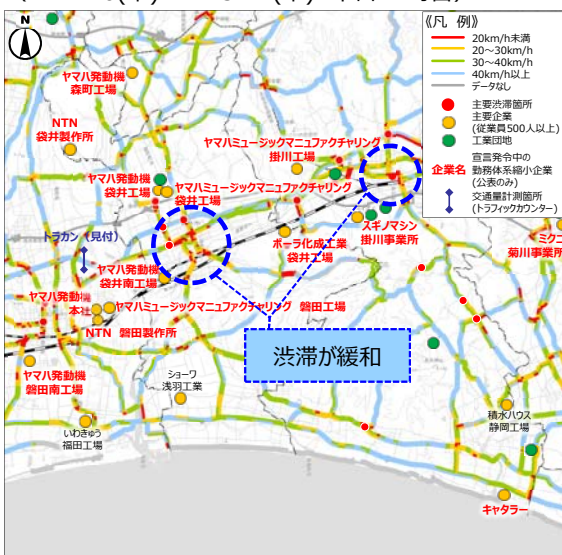 N
ヤマハ発動機
森町工場
NTN
袋井製作所
ヤマハミュージックマニュファクチャリング
掛川工場
ヤマハ発動機
袋井工場
ヤマハミュージックマニュファクチャリング
袋井工場
トラカン（見付）
ヤマハ発動機
袋井南工場
ポーラ化成工業
袋井工場
スギノマシン
掛川事業所
ミクニ
菊川事業所
ヤマハ発動機
本社
ヤマハミュージックマニュファクチャリング 磐田工場
NTN 磐田製作所
ヤマハ発動機
磐田南工場
渋滞が緩和
ショーワ
浅羽工業
いわきゅう
福田工場
積水ハウス
静岡工場
キャタラー
《凡 例》
20km/h未満
20～30km/h
30～40km/h
40km/h以上
データなし
主要渋滞箇所
主要企業
(従業員500人以上)
工業団地
企業名
宣言発令中の
勤務体系縮小企業
(公表のみ)
交通量計測箇所
(トラフィックカウンター)